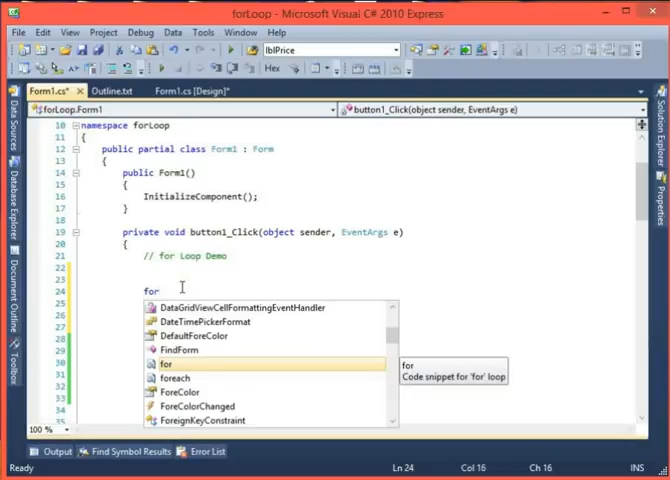 forLoop - Microsoft Visual C# 2010 Express
File Edit View Project Debug Data Tools Window Help
lblPrice
Hex
Form1.cs* Outline.txt Form1.cs [Design]*
forLoop.Form1 button1_Click(object sender, EventArgs e)
Data Sources
Database Explorer
Document Outline
Toolbox
Solution Explorer
Properties
10 namespace forLoop
11 {
12 public partial class Form1 : Form
13 {
14 public Form1()
15 {
16 InitializeComponent();
17 }
18
19 private void button1_Click(object sender, EventArgs e)
20 {
21 // for Loop Demo
22
23
24 for
25 DataGridViewCellFormattingEventHandler
26 DateTimePickerFormat
27 DefaultForeColor
28 FindForm
29
30 for
31 foreach
32 ForeColor
33 ForeColorChanged
34 ForeignKeyConstraint
35
for
Code snippet for 'for' loop
100 %
Output Find Symbol Results Error List
Ready Ln 24 Col 16 Ch 16 INS